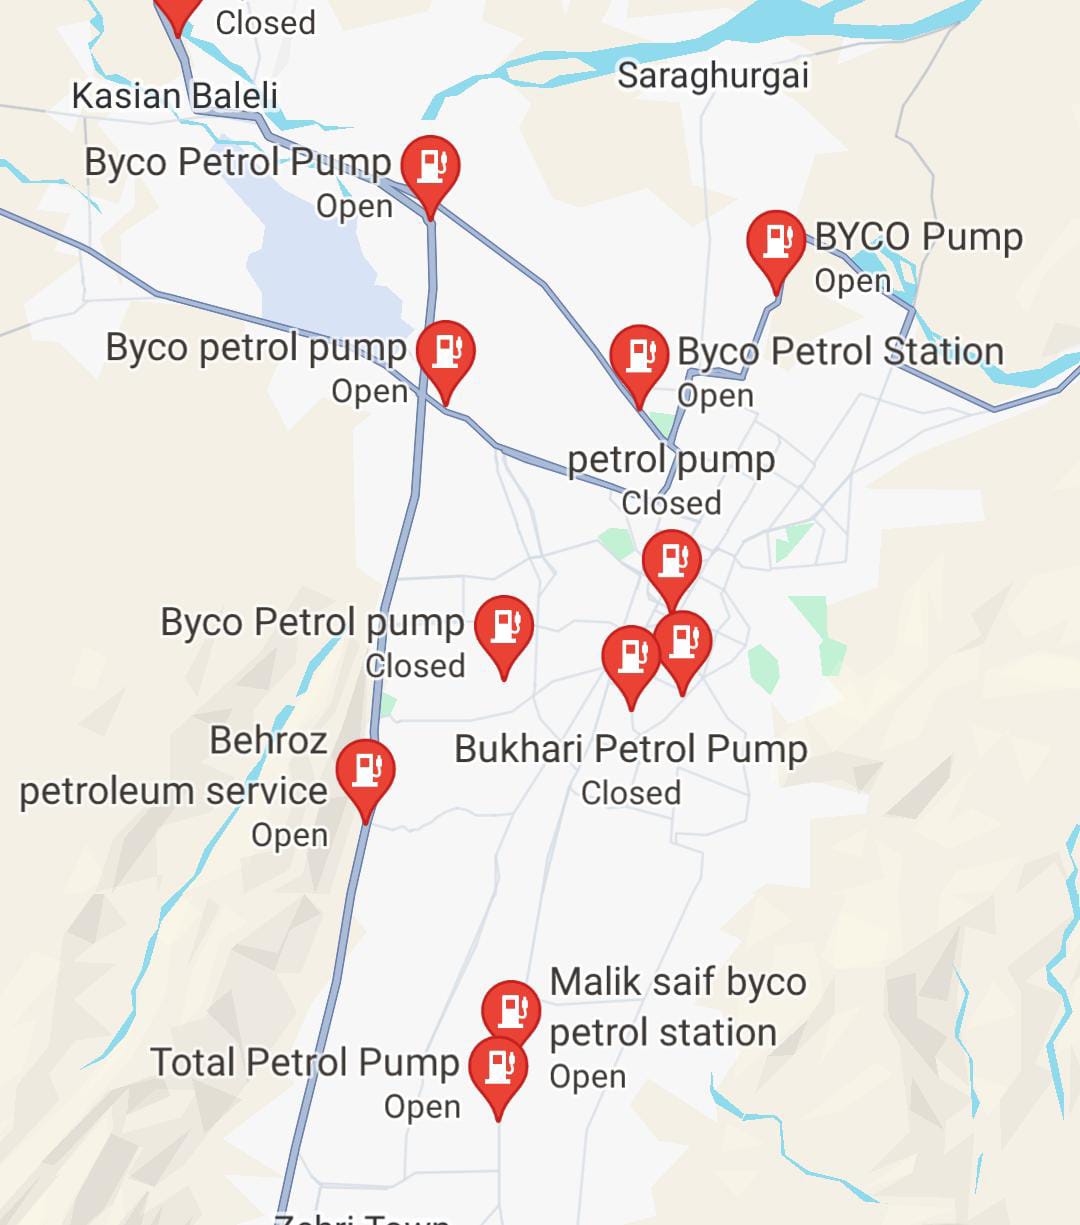 Closed
Saraghurgai
Kasian Baleli
Byco Petrol Pump
Open
BYCO Pump
Open
Byco petrol pump
Open
Byco Petrol Station
Open
petrol pump
Closed
Byco Petrol pump
Closed
Behroz
petroleum service
Open
Bukhari Petrol Pump
Closed
Malik saif byco
petrol station
Open
Total Petrol Pump
Open
Zehri Town